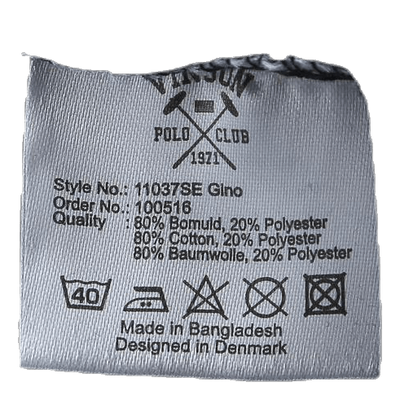 VINSON
POLO CLUB
1971
Style No.: 11037SE Gino
Order No.: 100516
Quality : 80% Bomuld, 20% Polyester
80% Cotton, 20% Polyester
80% Baumwolle, 20% Polyester
40
Made in Bangladesh
Designed in Denmark